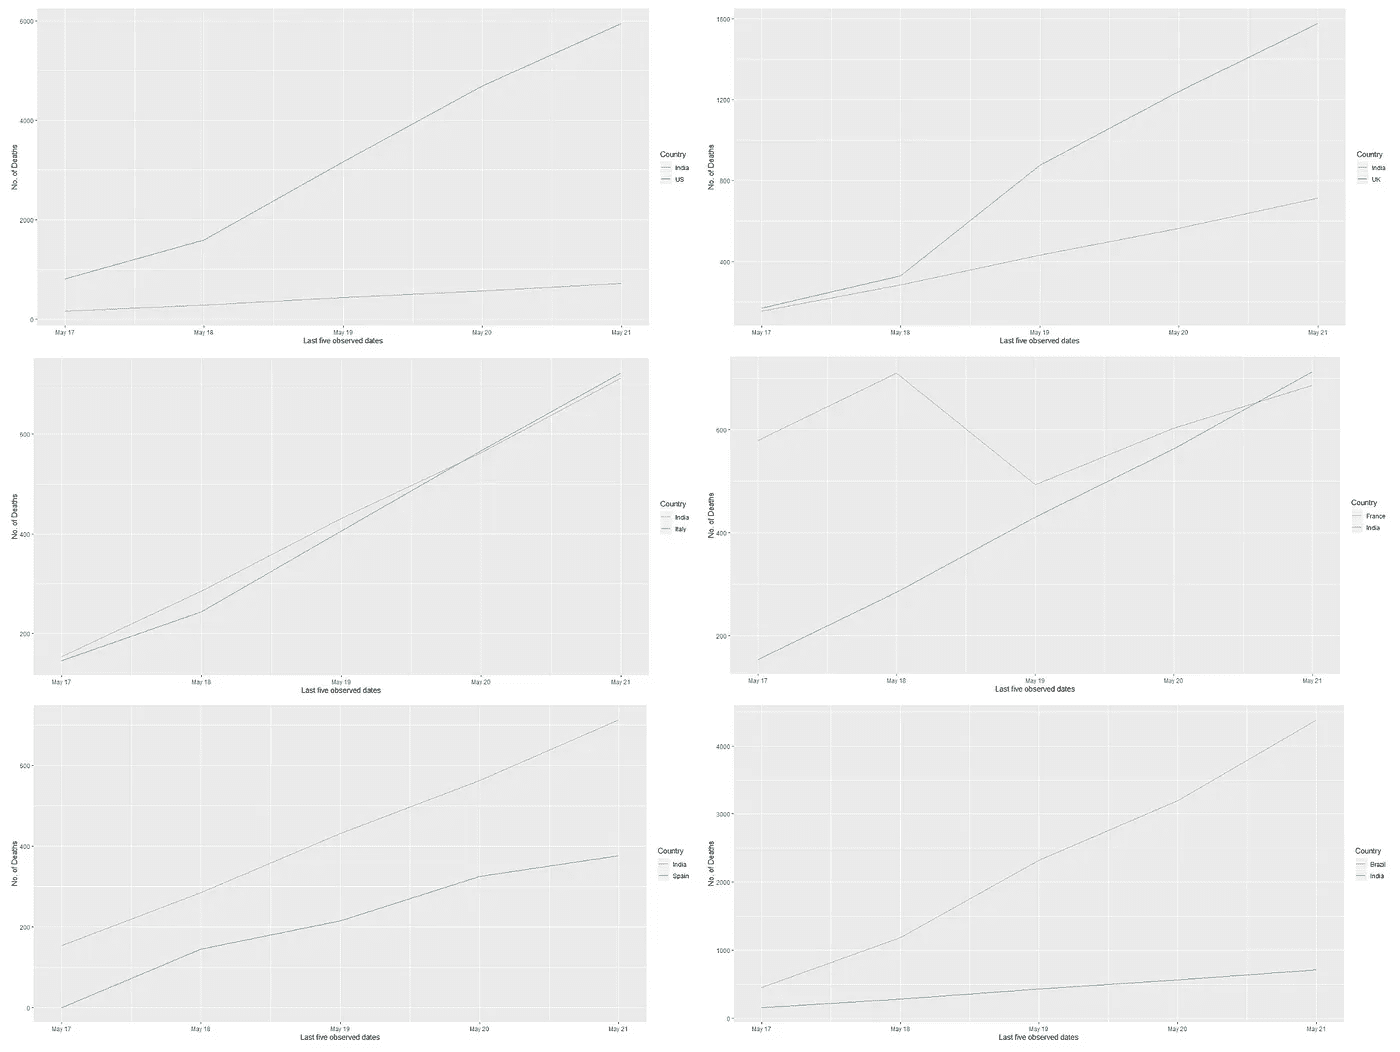 6000
4000
2000
0
No. of Deaths
May 17 May 18 May 19 May 20 May 21
Last five observed dates
Country
India
US
1600
1200
800
400
No. of Deaths
May 17 May 18 May 19 May 20 May 21
Last five observed dates
Country
India
UK
600
400
200
No. of Deaths
May 17 May 18 May 19 May 20 May 21
Last five observed dates
Country
India
Italy
600
400
200
No. of Deaths
May 17 May 18 May 19 May 20 May 21
Last five observed dates
Country
France
India
600
400
200
0
No. of Deaths
May 17 May 18 May 19 May 20 May 21
Last five observed dates
Country
India
Spain
4000
3000
2000
1000
0
No. of Deaths
May 17 May 18 May 19 May 20 May 21
Last five observed dates
Country
Brazil
India